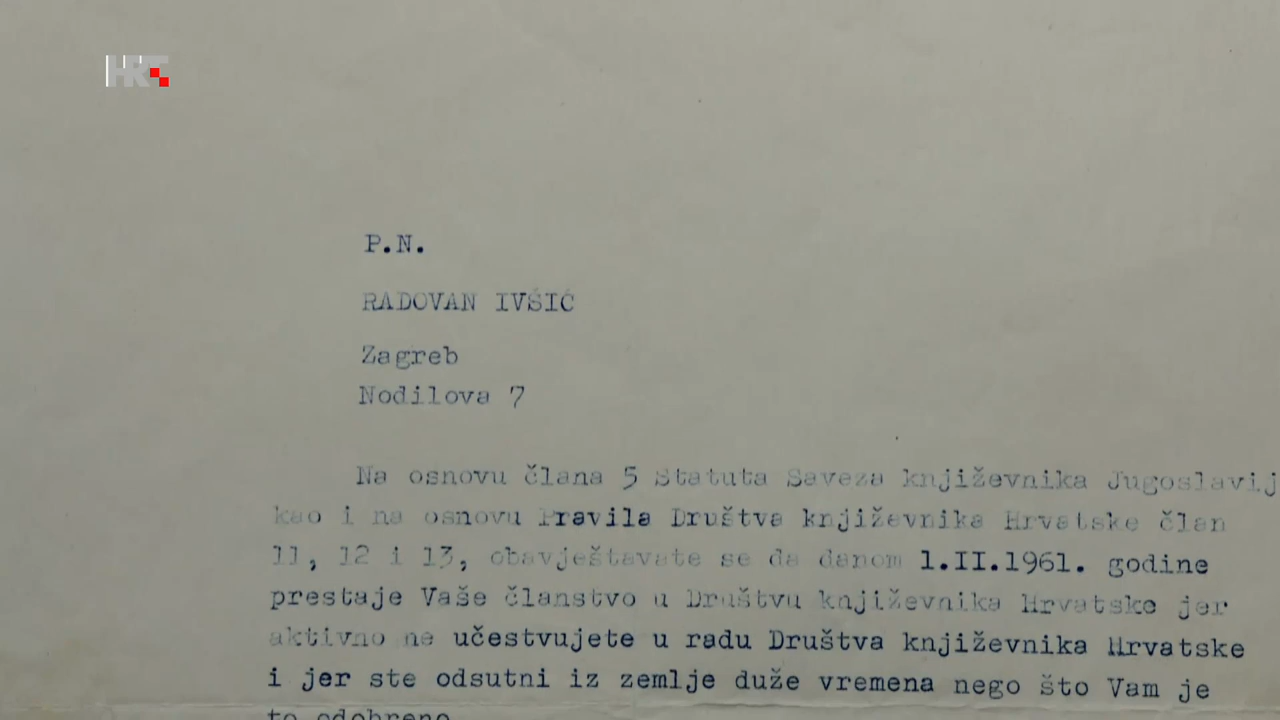 HRT
P.N.
RADOVAN IVŠIĆ
Zagreb
Nodilova 7
Na osnovu člana 5 Statuta Saveza književnika Jugoslavij
kao i na osnovu Pravila Društva književnika Hrvatske član
11, 12 i 13, obavještavate se da danom 1.II.1961. godine
prestaje Vaše članstvo u Društvu književnika Hrvatske jer
aktivno ne učestvujete u radu Društva književnika Hrvatske
i jer ste odsutni iz zemlje duže vremena nego što Vam je
to odobreno